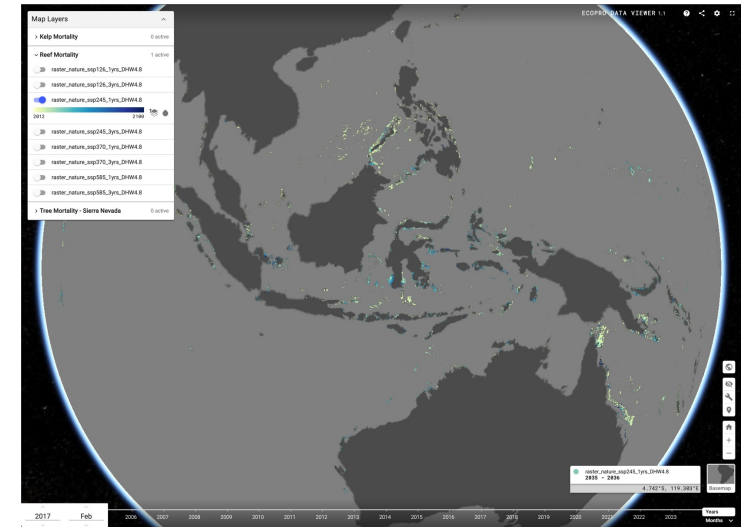 ECOPRO DATA VIEWER 1.1
Map Layers
Kelp Mortality 0 active
Reef Mortality 1 active
raster_nature_ssp126_1yrs_DHW4.8
raster_nature_ssp126_3yrs_DHW4.8
raster_nature_ssp245_1yrs_DHW4.8
2012 2100
raster_nature_ssp245_3yrs_DHW4.8
raster_nature_ssp370_1yrs_DHW4.8
raster_nature_ssp370_3yrs_DHW4.8
raster_nature_ssp585_1yrs_DHW4.8
raster_nature_ssp585_3yrs_DHW4.8
Tree Mortality - Sierra Nevada 0 active
raster_nature_ssp245_1yrs_DHW4.8
2035 - 2036
4.742°S, 119.303°E
Basemap
2017 Feb
2006 2007 2008 2009 2010 2011 2012 2013 2014 2015 2016 2017 2018 2019 2020 2021 2022 2023
Years
Months